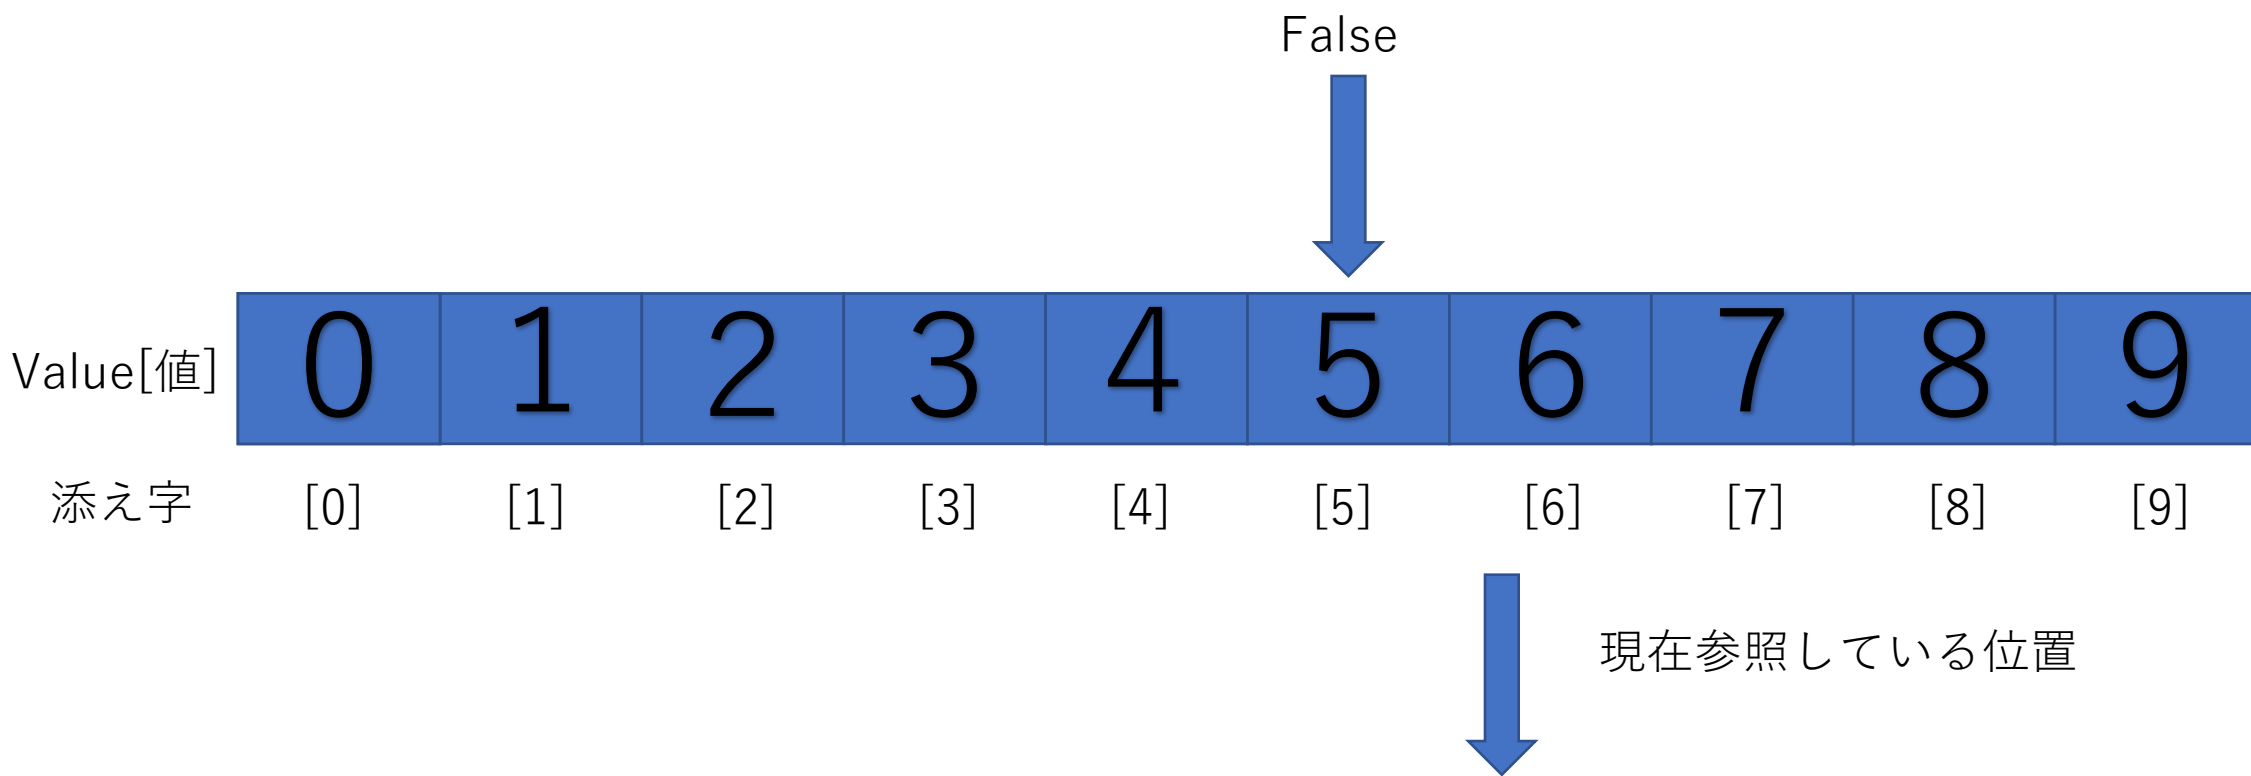 False
Value[値] 0 1 2 3 4 5 6 7 8 9
添え字 [0] [1] [2] [3] [4] [5] [6] [7] [8] [9]
現在参照している位置